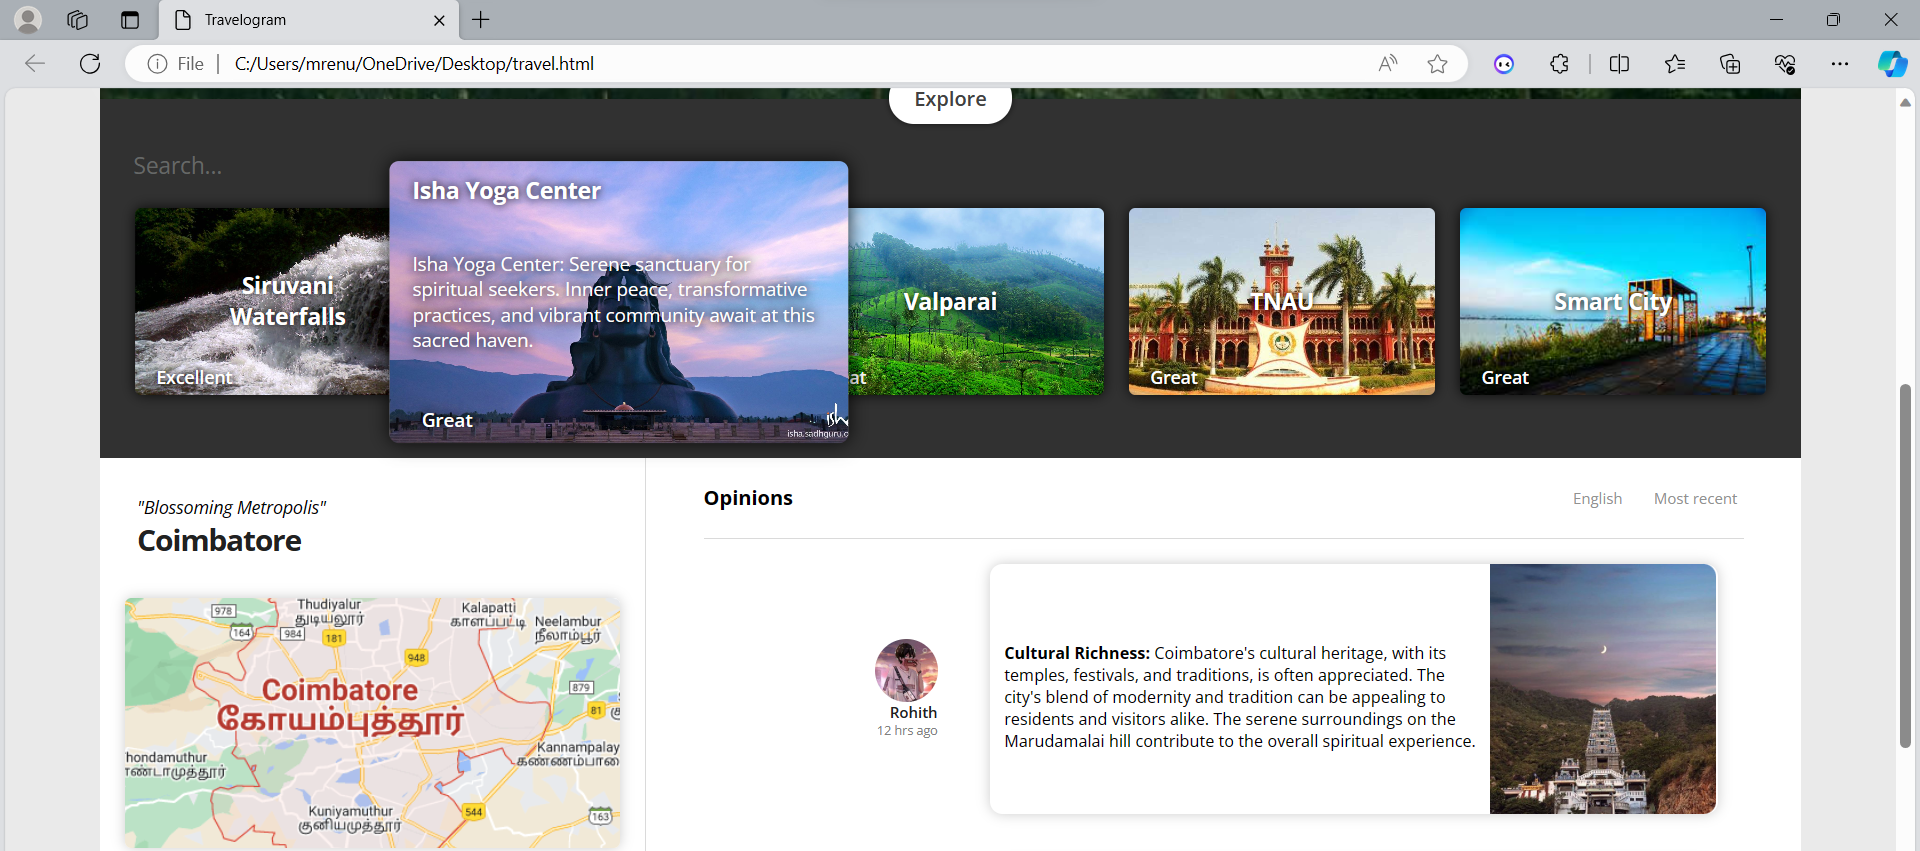 Travelogram
File
C:/Users/mrenu/OneDrive/Desktop/travel.html
Explore
Search...
Siruvani
Waterfalls
Excellent
Isha Yoga Center
Isha Yoga Center: Serene sanctuary for
spiritual seekers. Inner peace, transformative
practices, and vibrant community await at this
sacred haven.
Great
isha.sadhguru.o
Valparai
at
TNAU
Great
Smart City
Great
"Blossoming Metropolis"
Coimbatore
978
Thudiyalur
துடியலூர்
Kalapatti
காளப்பட்டி
Neelambur
நீலாம்பூர்
164
984
181
948
Coimbatore
கோயம்புத்தூர்
879
81
hondamuthur
ாண்டாமுத்தூர்
Kannampalay
கண்ணம்பாளை
Kuniyamuthur
குனியமுத்தூர்
544
163
Opinions
English
Most recent
Rohith
12 hrs ago
Cultural Richness: Coimbatore's cultural heritage, with its
temples, festivals, and traditions, is often appreciated. The
city's blend of modernity and tradition can be appealing to
residents and visitors alike. The serene surroundings on the
Marudamalai hill contribute to the overall spiritual experience.